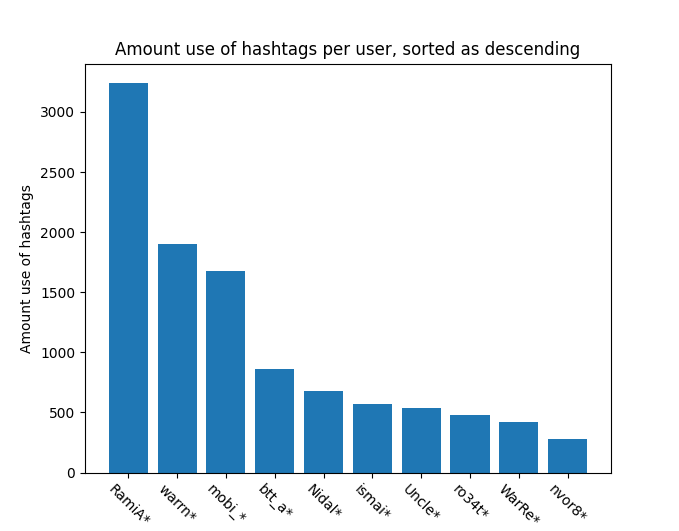 Amount use of hashtags per user, sorted as descending
Amount use of hashtags
3000
2500
2000
1500
1000
500
0
RamiA*
warrn*
mobi_*
btt_a*
Nidal*
ismai*
Uncle*
ro34t*
WarRe*
nvor8*